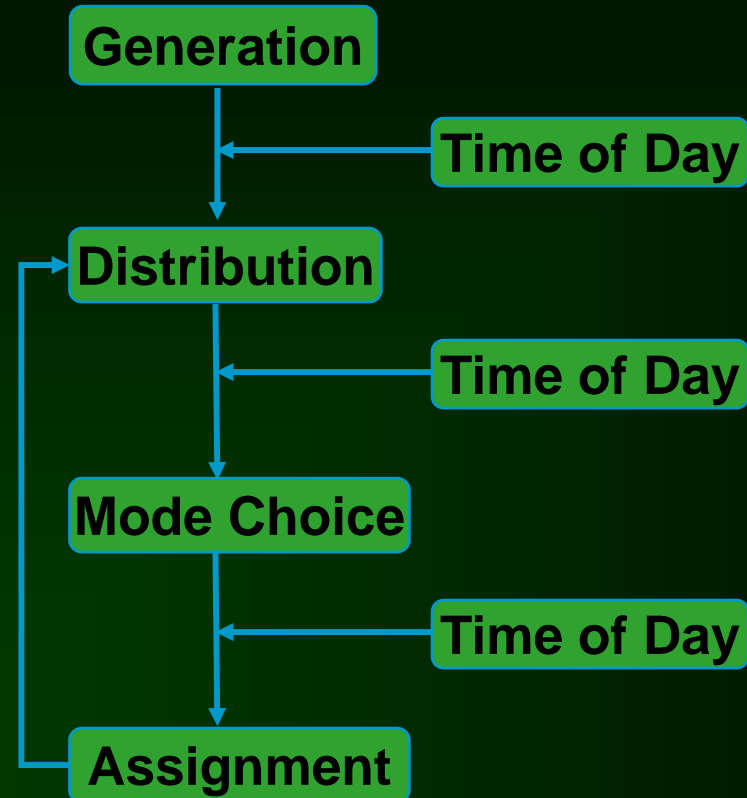 Generation
Time of Day
Distribution
Time of Day
Mode Choice
Time of Day
Assignment